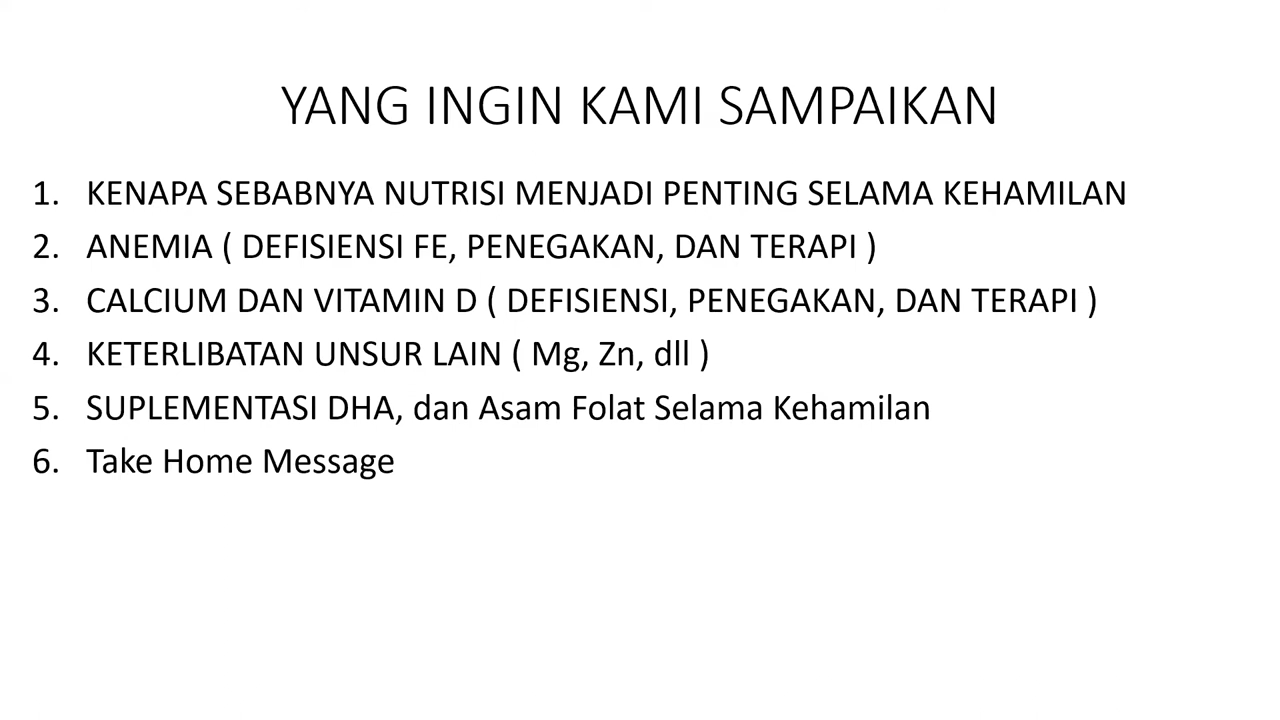 YANG INGIN KAMI SAMPAIKAN
1. KENAPA SEBABNYA NUTRISI MENJADI PENTING SELAMA KEHAMILAN
2. ANEMIA ( DEFISIENSI FE, PENEGAKAN, DAN TERAPI )
3. CALCIUM DAN VITAMIN D ( DEFISIENSI, PENEGAKAN, DAN TERAPI )
4. KETERLIBATAN UNSUR LAIN ( Mg, Zn, dll )
5. SUPLEMENTASI DHA, dan Asam Folat Selama Kehamilan
6. Take Home Message